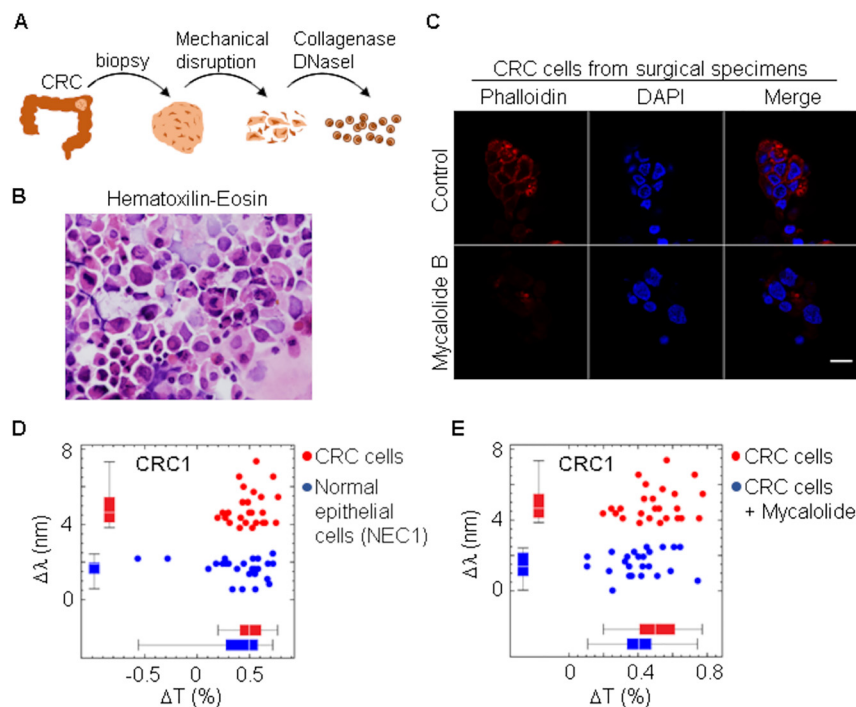 A
CRC
biopsy
Mechanical
disruption
Collagenase
DNaseI
B
Hematoxilin-Eosin
C
CRC cells from surgical specimens
Phalloidin DAPI Merge
Control
Mycalolide B
D
CRC1
8
4
0
Δλ (nm)
-0.5 0 0.5
ΔT (%)
CRC cells
Normal
epithelial
cells (NEC1)
E
CRC1
8
4
0
Δλ (nm)
0 0.4 0.8
ΔT (%)
CRC cells
CRC cells
+ Mycalolide